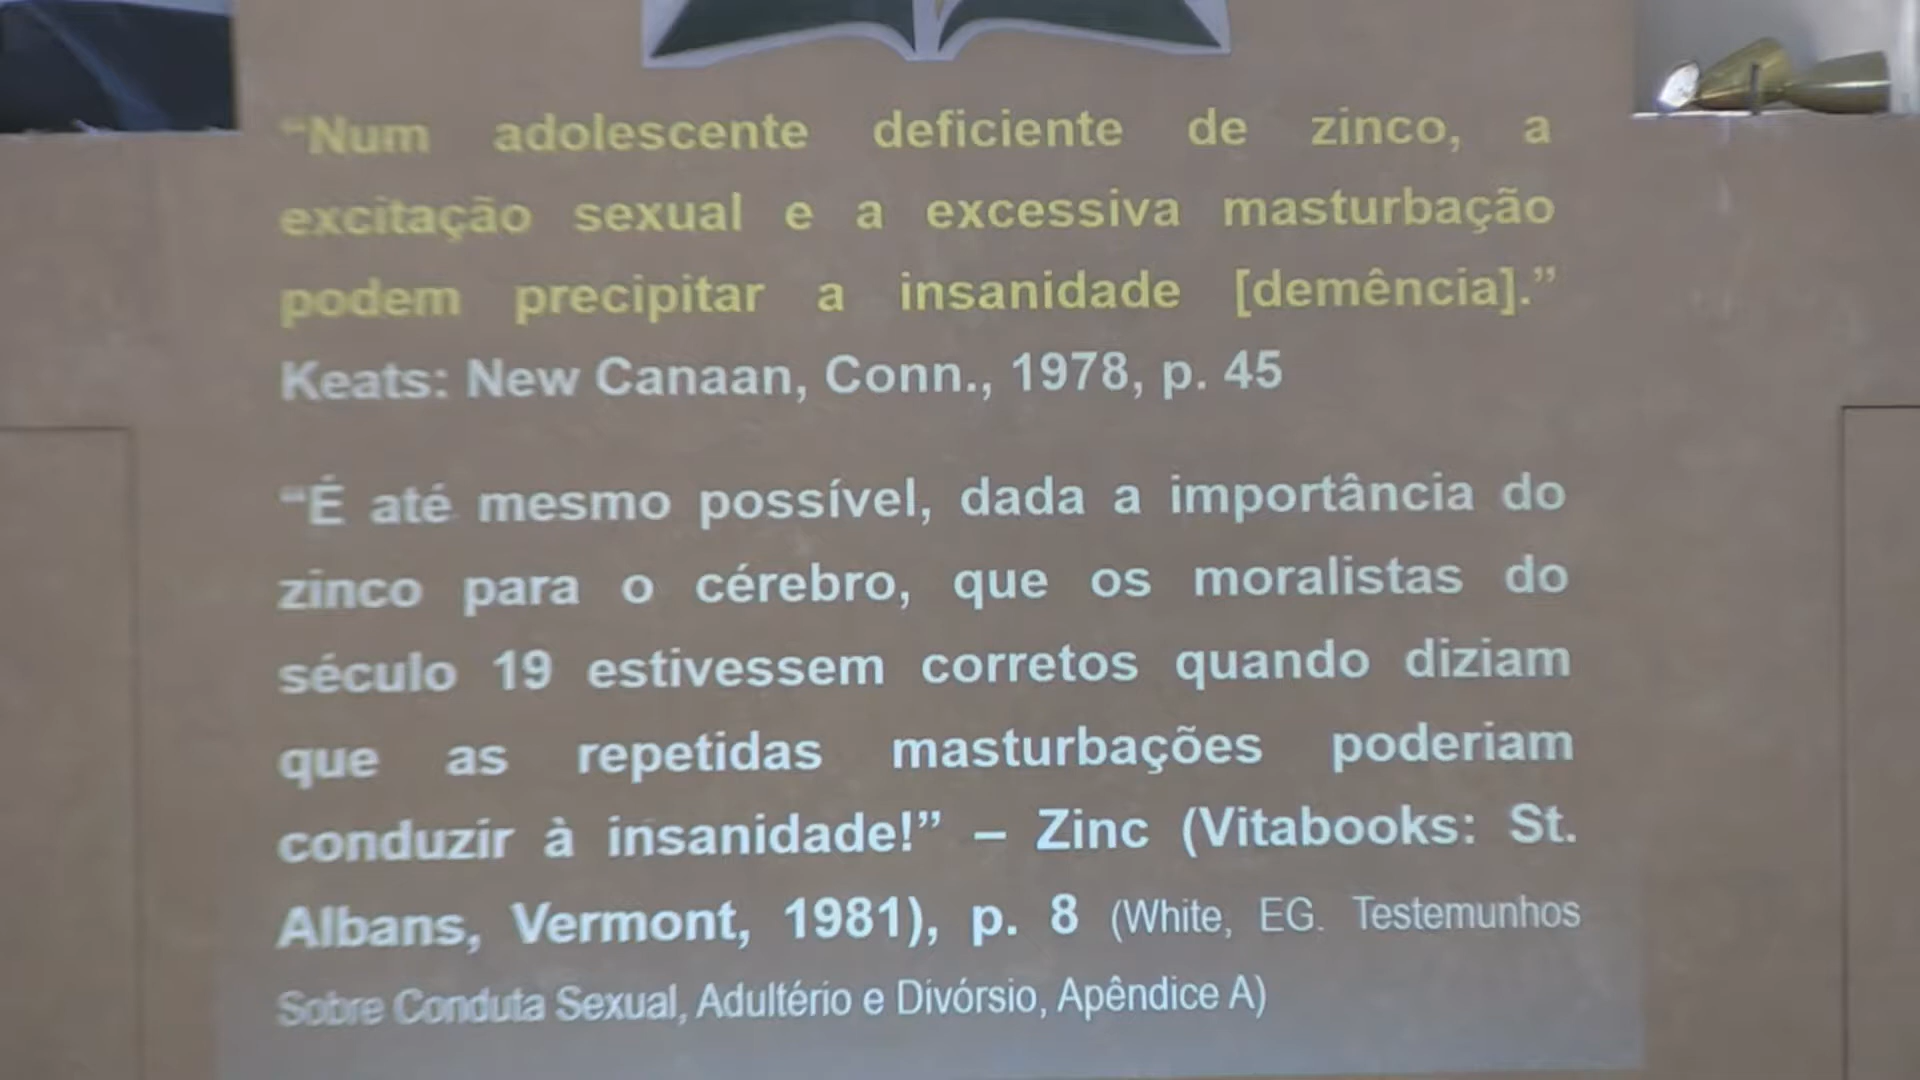 “Num adolescente deficiente de zinco, a
excitação sexual e a excessiva masturbação
podem precipitar a insanidade [demência].”
Keats: New Canaan, Conn., 1978, p. 45
“É até mesmo possível, dada a importância do
zinco para o cérebro, que os moralistas do
século 19 estivessem corretos quando diziam
que as repetidas masturbações poderiam
conduzir à insanidade!” – Zinc (Vitabooks: St.
Albans, Vermont, 1981), p. 8 (White, EG. Testemunhos
Sobre Conduta Sexual, Adultério e Divórsio, Apêndice A)